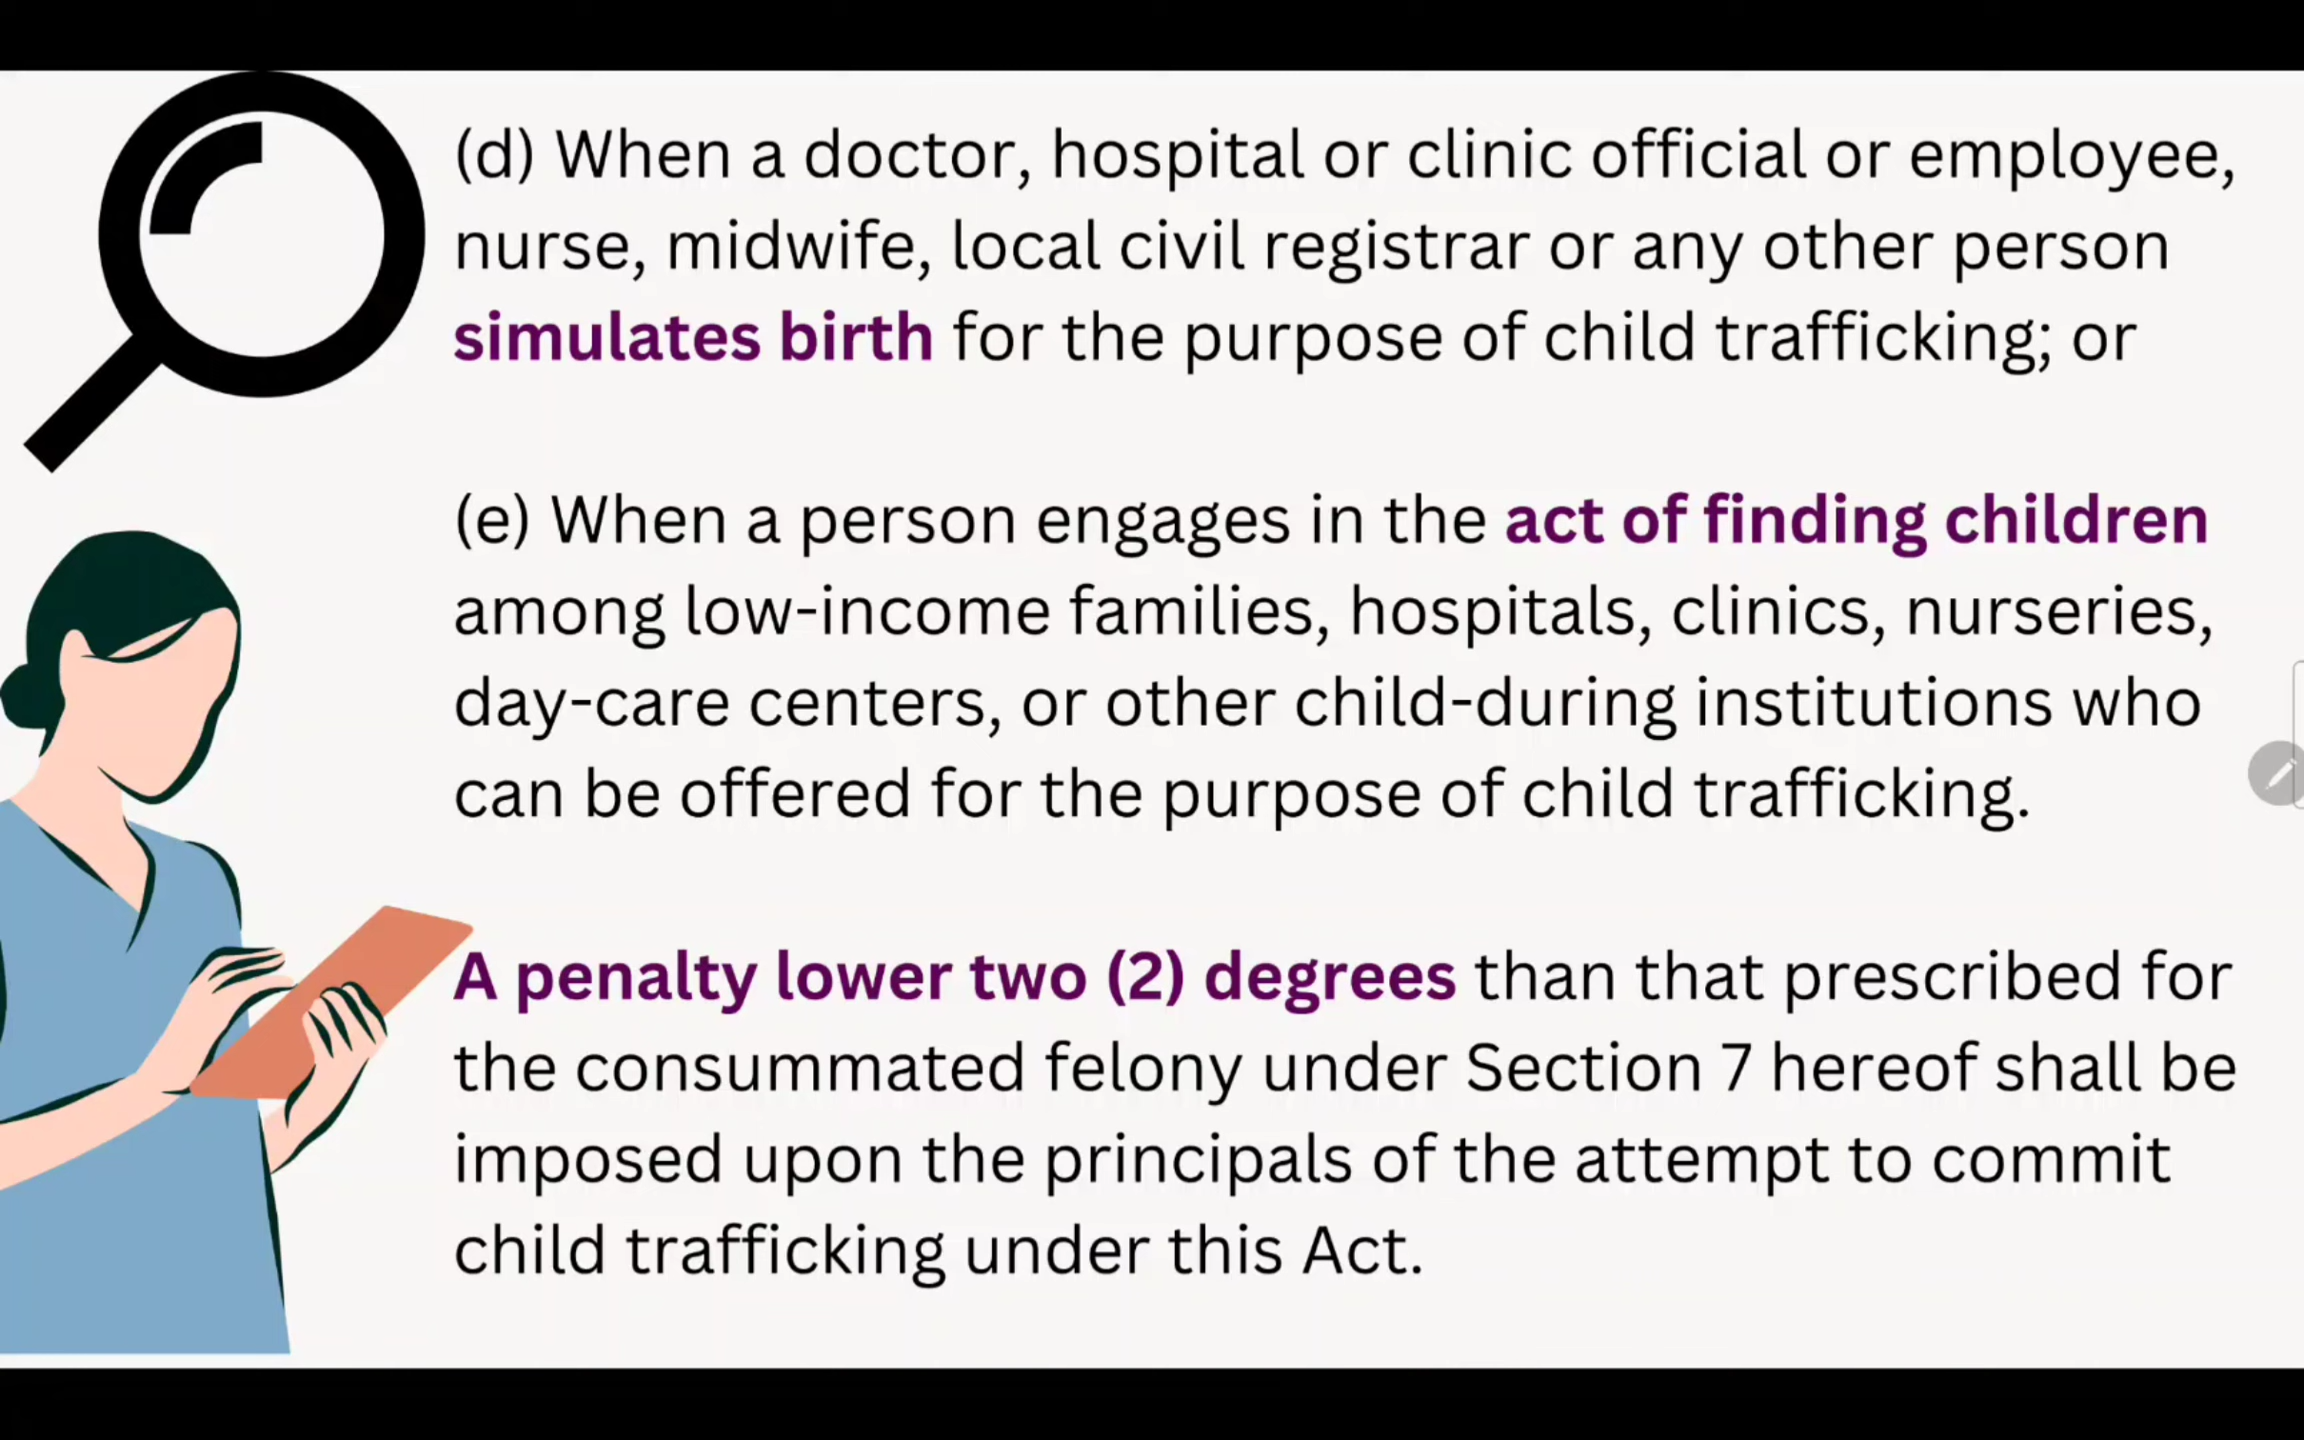 (d) When a doctor, hospital or clinic official or employee,
nurse, midwife, local civil registrar or any other person
simulates birth for the purpose of child trafficking; or
(e) When a person engages in the act of finding children
among low-income families, hospitals, clinics, nurseries,
day-care centers, or other child-during institutions who
can be offered for the purpose of child trafficking.
A penalty lower two (2) degrees than that prescribed for
the consummated felony under Section 7 hereof shall be
imposed upon the principals of the attempt to commit
child trafficking under this Act.